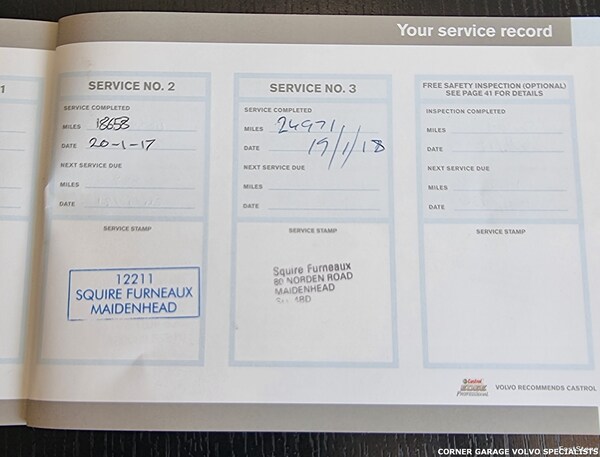 Your service record
1
SERVICE NO. 2
SERVICE COMPLETED
MILES 18658
DATE 20-1-17
NEXT SERVICE DUE
MILES
DATE
SERVICE STAMP
12211
SQUIRE FURNEAUX
MAIDENHEAD
SERVICE NO. 3
SERVICE COMPLETED
MILES 24971
DATE 19/1/18
NEXT SERVICE DUE
MILES
DATE
SERVICE STAMP
Squire Furneaux
80 NORDEN ROAD
MAIDENHEAD
FREE SAFETY INSPECTION (OPTIONAL)
SEE PAGE 41 FOR DETAILS
INSPECTION COMPLETED
MILES
DATE
NEXT SERVICE DUE
MILES
DATE
SERVICE STAMP
Castrol
EDGE
Professional
VOLVO RECOMMENDS CASTROL
CORNER GARAGE VOLVO SPECIALISTS